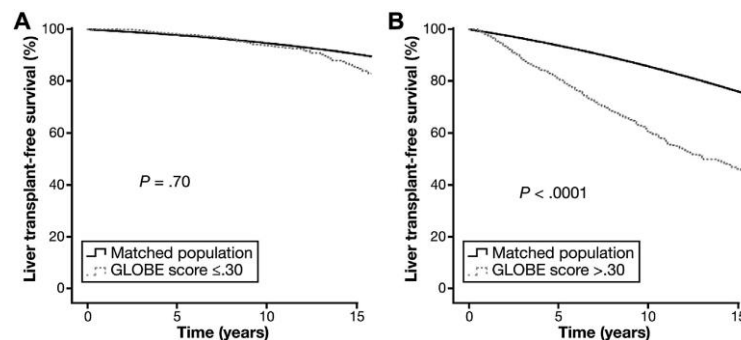 A
Liver transplant-free survival (%)
100
80
60
40
20
0
P = .70
Matched population
GLOBE score ≤.30
0 5 10 15
Time (years)
B
Liver transplant-free survival (%)
100
80
60
40
20
0
P < .0001
Matched population
GLOBE score >.30
0 5 10 15
Time (years)